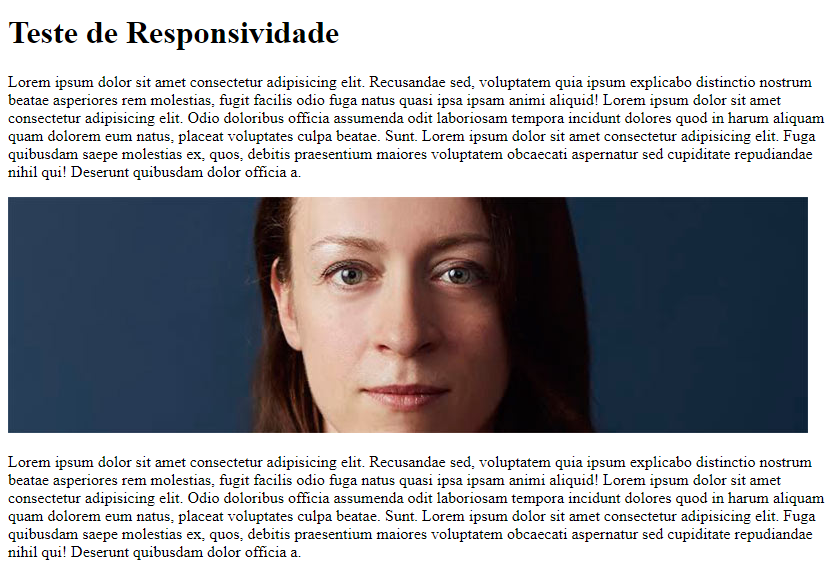 Teste de Responsividade
Lorem ipsum dolor sit amet consectetur adipisicing elit. Recusandae sed, voluptatem quia ipsum explicabo distinctio nostrum
beatae asperiores rem molestias, fugit facilis odio fuga natus quasi ipsa ipsam animi aliquid! Lorem ipsum dolor sit amet
consectetur adipisicing elit. Odio doloribus officia assumenda odit laboriosam tempora incidunt dolores quod in harum aliquam
quam dolorem eum natus, placeat voluptates culpa beatae. Sunt. Lorem ipsum dolor sit amet consectetur adipisicing elit. Fuga
quibusdam saepe molestias ex, quos, debitis praesentium maiores voluptatem obcaecati aspernatur sed cupiditate repudiandae
nihil qui! Deserunt quibusdam dolor officia a.
Lorem ipsum dolor sit amet consectetur adipisicing elit. Recusandae sed, voluptatem quia ipsum explicabo distinctio nostrum
beatae asperiores rem molestias, fugit facilis odio fuga natus quasi ipsa ipsam animi aliquid! Lorem ipsum dolor sit amet
consectetur adipisicing elit. Odio doloribus officia assumenda odit laboriosam tempora incidunt dolores quod in harum aliquam
quam dolorem eum natus, placeat voluptates culpa beatae. Sunt. Lorem ipsum dolor sit amet consectetur adipisicing elit. Fuga
quibusdam saepe molestias ex, quos, debitis praesentium maiores voluptatem obcaecati aspernatur sed cupiditate repudiandae
nihil qui! Deserunt quibusdam dolor officia a.